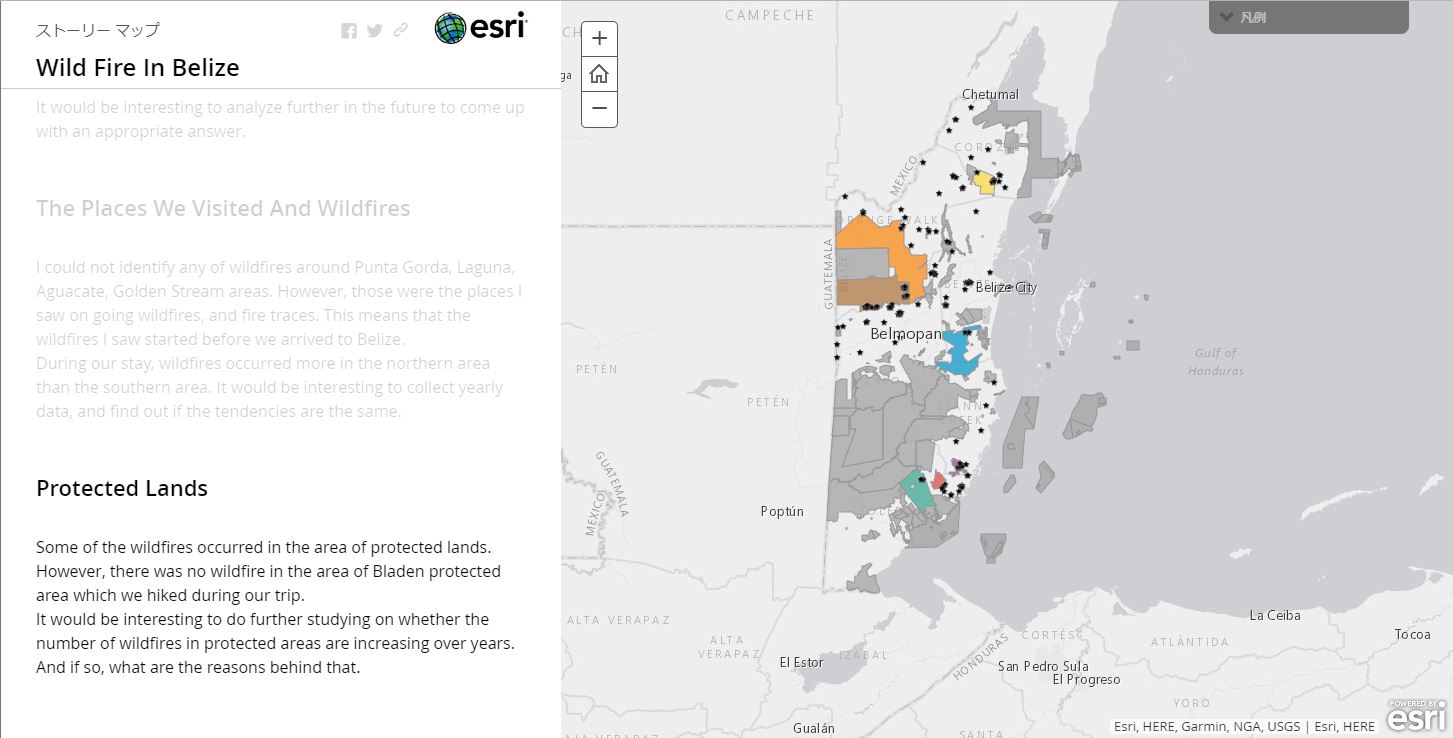 ストーリー マップ
esri
Wild Fire In Belize
It would be interesting to analyze further in the future to come up
with an appropriate answer.
The Places We Visited And Wildfires
I could not identify any of wildfires around Punta Gorda, Laguna,
Aguacate, Golden Stream areas. However, those were the places I
saw on going wildfires, and fire traces. This means that the
wildfires I saw started before we arrived to Belize.
During our stay, wildfires occurred more in the northern area
than the southern area. It would be interesting to collect yearly
data, and find out if the tendencies are the same.
Protected Lands
Some of the wildfires occurred in the area of protected lands.
However, there was no wildfire in the area of Bladen protected
area which we hiked during our trip.
It would be interesting to do further studying on whether the
number of wildfires in protected areas are increasing over years.
And if so, what are the reasons behind that.
凡例
CAMPECHE
Chetumal
MEXICO
GUATEMALA
BELIZE
Belize City
Belmopan
Gulf of
Honduras
PETÉN
PETÉN
GUATEMALA
MEXICO
Poptún
ALTA VERAPAZ
ALTA
VERAPAZ
El Estor
IZABAL
HONDURAS
CORTÉS
San Pedro Sula
El Progreso
La Ceiba
ATLÁNTIDA
Tocoa
YORO
Gualán
SANTA
Esri, HERE, Garmin, NGA, USGS | Esri, HERE
POWERED BY
esri